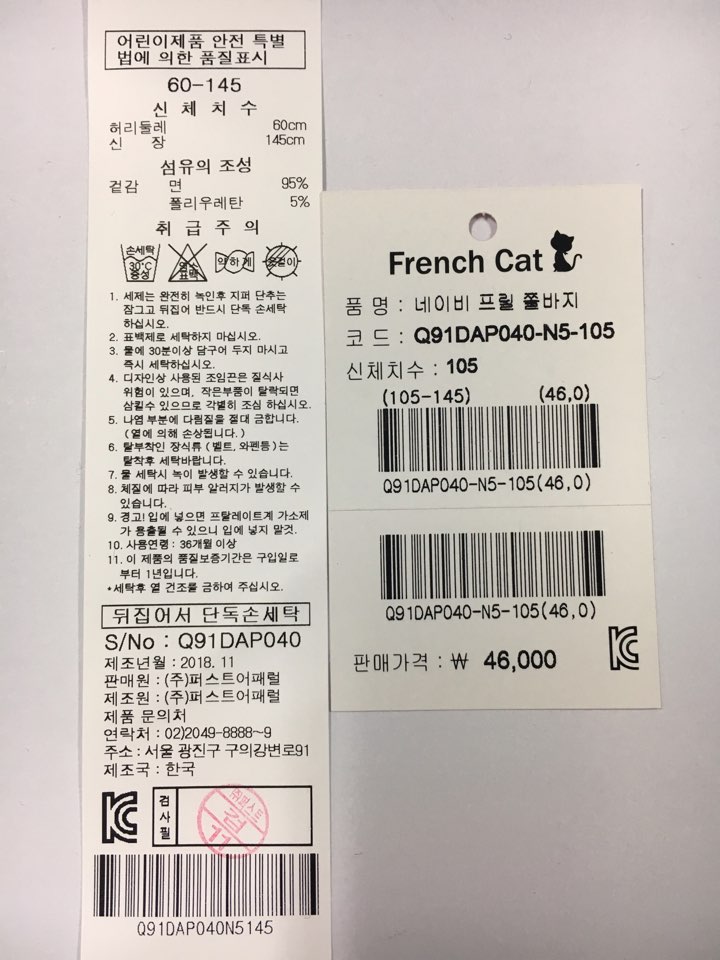 어린이제품 안전 특별
법에 의한 품질표시
60-145
신 체 치 수
허리둘레 60cm
신 장 145cm
섬유의 조성
겉감 면 95%
폴리우레탄 5%
취 급 주 의
손세탁
30℃
중성
염소
표백
약하게
옷걸이
1. 세제는 완전히 녹인후 지퍼 단추는
잠그고 뒤집어 반드시 단독 손세탁
하십시오.
2. 표백제로 세탁하지 마십시오.
3. 물에 30분이상 담구어 두지 마시고
즉시 세탁하십시오.
4. 디자인상 사용된 조임끈은 질식사
위험이 있으며, 작은부품이 탈락되면
삼킬수 있으므로 각별히 조심 하십시오.
5. 나염 부분에 다림질을 절대 금합니다.
(열에 의해 손상됩니다.)
6. 탈부착인 장식류(벨트, 와펜등)는
탈착후 세탁바랍니다.
7. 물 세탁시 녹이 발생할 수 있습니다.
8. 체질에 따라 피부 알러지가 발생할 수
있습니다.
9. 경고! 입에 넣으면 프탈레이트계 가소제
가 용출될 수 있으니 입에 넣지 말것.
10. 사용연령: 36개월 이상
11. 이 제품의 품질보증기간은 구입일로
부터 1년입니다.
*세탁후 열 건조를 금하여 주십시오.
뒤집어서 단독손세탁
S/No : Q91DAP040
제조년월 : 2018. 11
판매원 : (주)퍼스트어패럴
제조원 : (주)퍼스트어패럴
제품 문의처
연락처 : 02)2049-8888~9
주소 : 서울 광진구 구의강변로91
제조국 : 한국
검사필
(주)퍼스트
검
11
Q91DAP040N5145
French Cat
품 명 : 네이비 프릴 쫄바지
코 드 : Q91DAP040-N5-105
신체치수 : 105
(105-145) (46,0)
Q91DAP040-N5-105(46,0)
Q91DAP040-N5-105(46,0)
판매가격 : ₩ 46,000